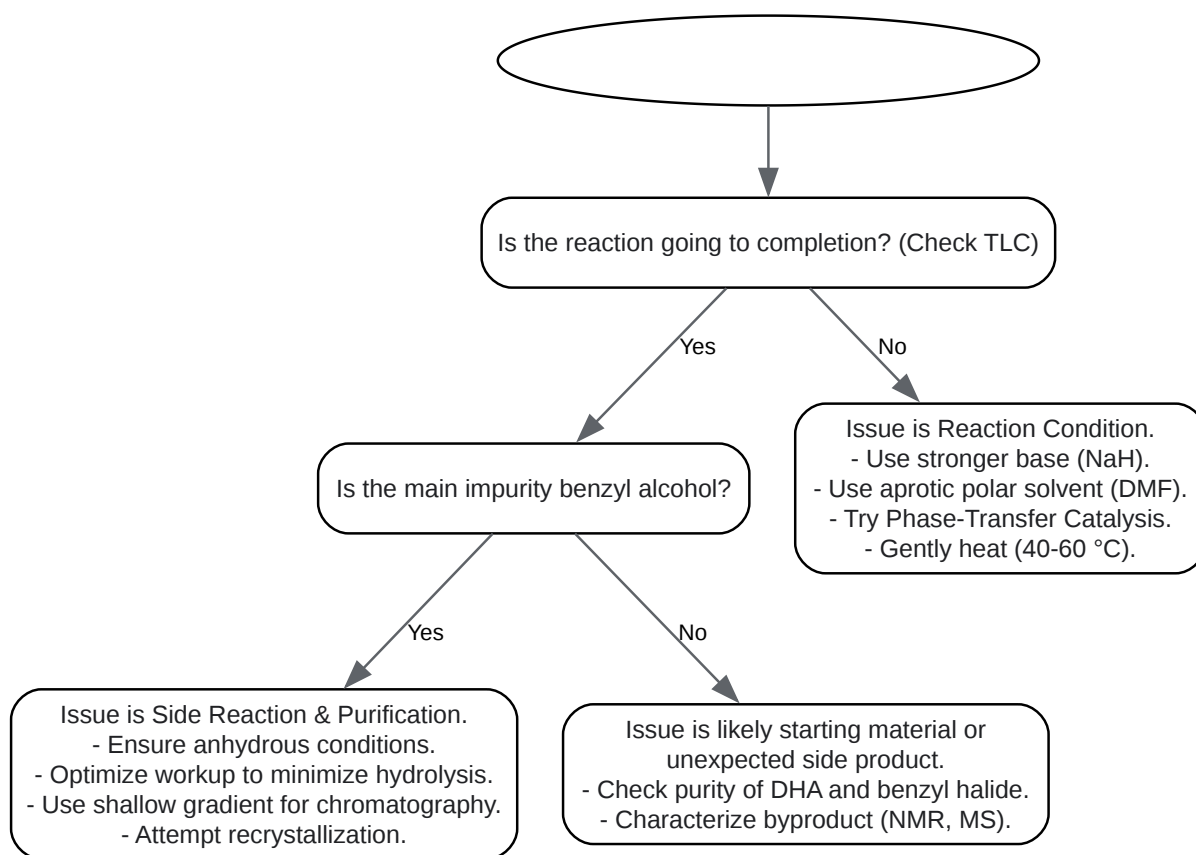 Is the reaction going to completion? (Check TLC)
Yes
No
Issue is Reaction Condition.
- Use stronger base (NaH).
- Use aprotic polar solvent (DMF).
- Try Phase-Transfer Catalysis.
- Gently heat (40-60 °C).
Is the main impurity benzyl alcohol?
Yes
No
Issue is Side Reaction & Purification.
- Ensure anhydrous conditions.
- Optimize workup to minimize hydrolysis.
- Use shallow gradient for chromatography.
- Attempt recrystallization.
Issue is likely starting material or
unexpected side product.
- Check purity of DHA and benzyl halide.
- Characterize byproduct (NMR, MS).